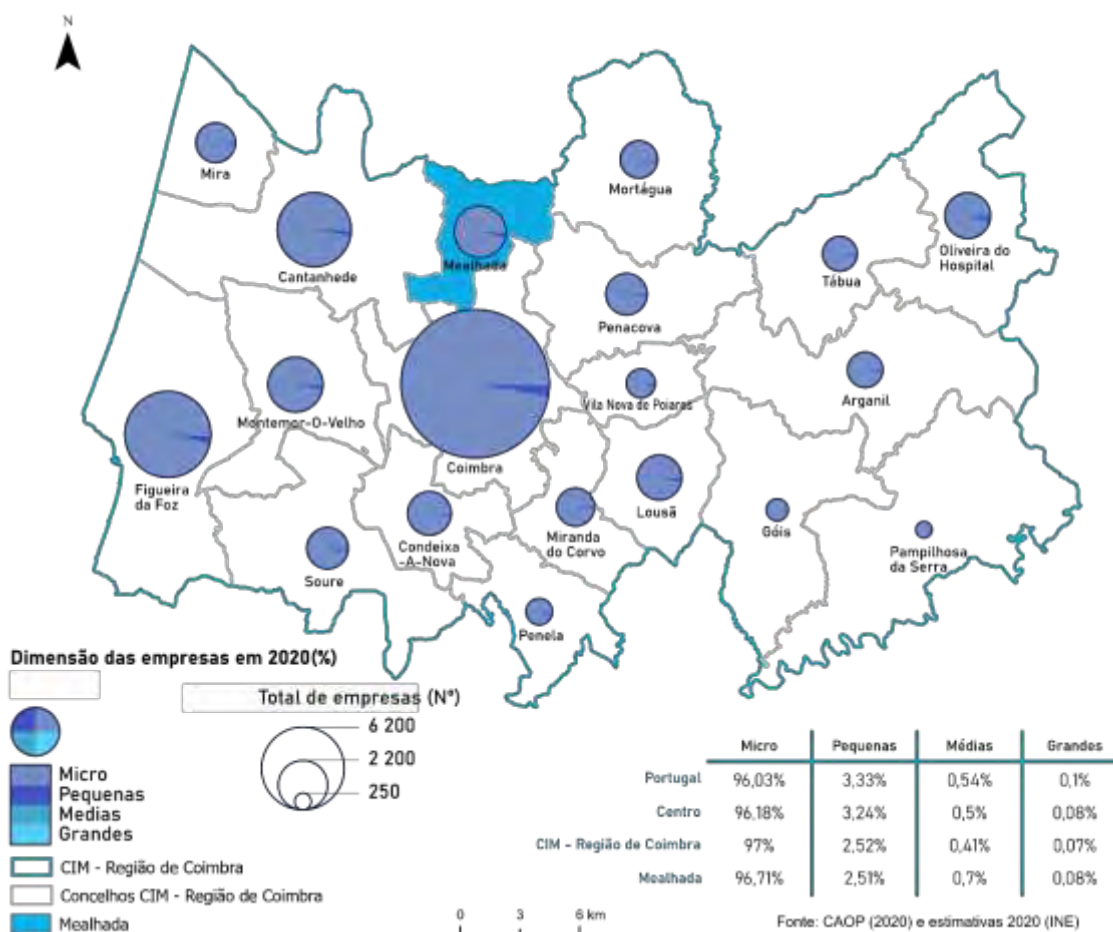 N
Mira
Cantanhede
Mealhada
Mortágua
Oliveira do
Hospital
Tábua
Penacova
Vila Nova de Poiares
Arganil
Montemor-O-Velho
Figueira
da Foz
Coimbra
Lousã
Condeixa
-A-Nova
Miranda
do Corvo
Soure
Góis
Pampilhosa
da Serra
Penela
Dimensão das empresas em 2020(%)
Total de empresas (Nº)
6 200
2 200
250
Micro
Pequenas
Medias
Grandes
CIM - Região de Coimbra
Concelhos CIM - Região de Coimbra
Mealhada
0 3 6 km
Micro Pequenas Médias Grandes
Portugal 96,03% 3,33% 0,54% 0,1%
Centro 96,18% 3,24% 0,5% 0,08%
CIM - Região de Coimbra 97% 2,52% 0,41% 0,07%
Mealhada 96,71% 2,51% 0,7% 0,08%
Fonte: CAOP (2020) e estimativas 2020 (INE)